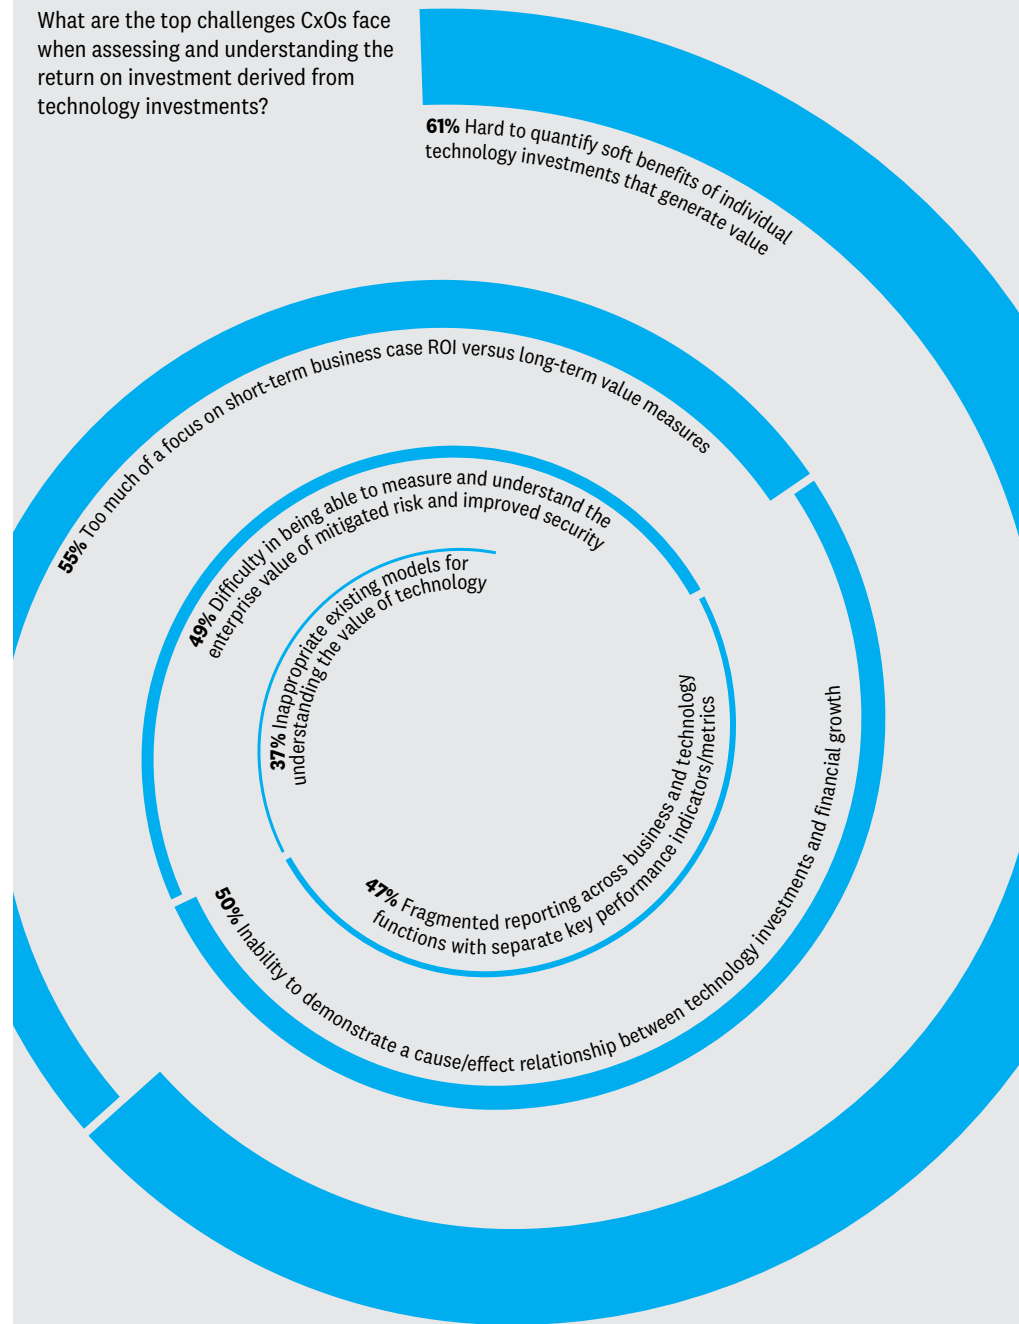 What are the top challenges CxOs face
when assessing and understanding the
return on investment derived from
technology investments?
61% Hard to quantify soft benefits of individual
technology investments that generate value
55% Too much of a focus on short-term business case ROI versus long-term value measures
50% Inability to demonstrate a cause/effect relationship between technology investments and financial growth
49% Difficulty in being able to measure and understand the
enterprise value of mitigated risk and improved security
47% Fragmented reporting across business and technology
functions with separate key performance indicators/metrics
37% Inappropriate existing models for
understanding the value of technology